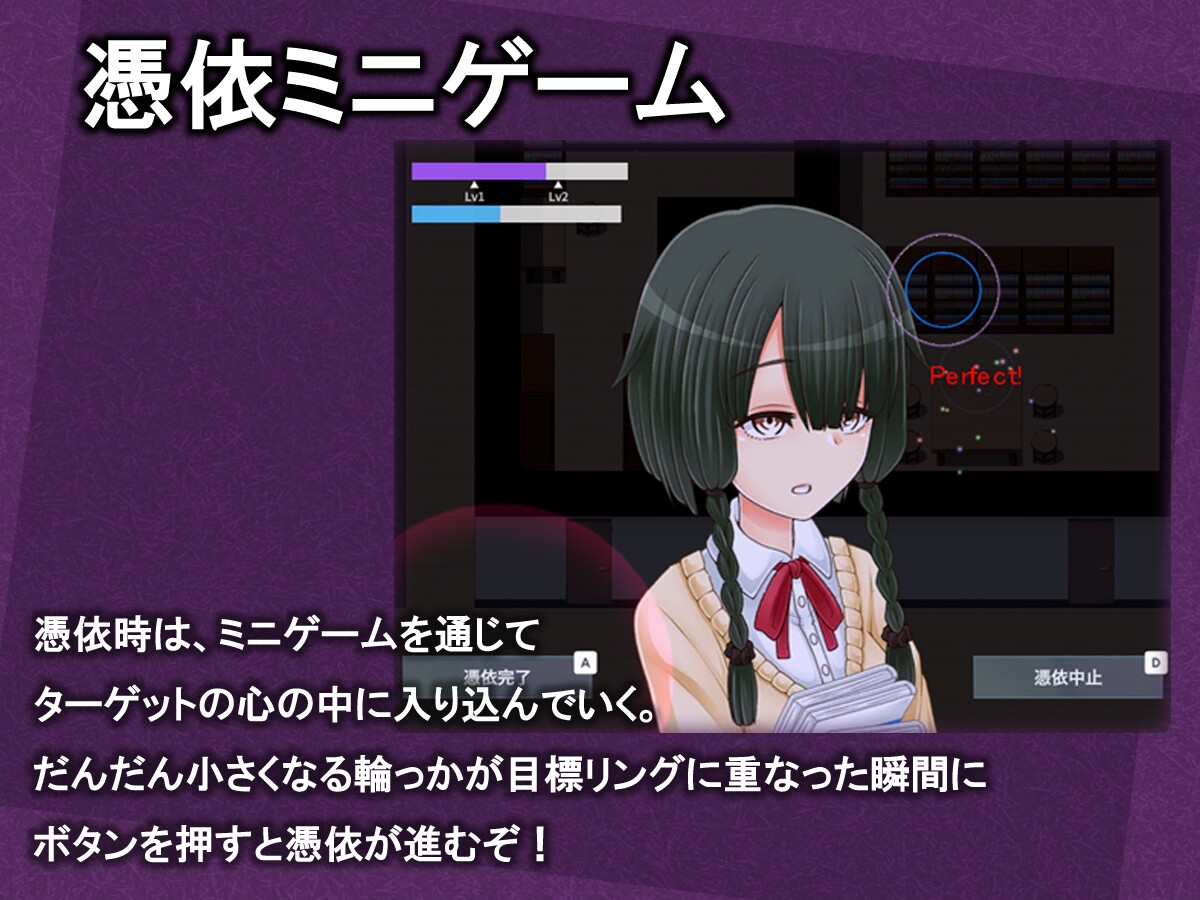 憑依ミニゲーム
Lv1
Lv2
Perfect!
憑依時は、ミニゲームを通じて
憑依完了
A
憑依中止
D
ターゲットの心の中に入り込んでいく。
だんだん小さくなる輪っかが目標リングに重なった瞬間に
ボタンを押すと憑依が進むぞ！